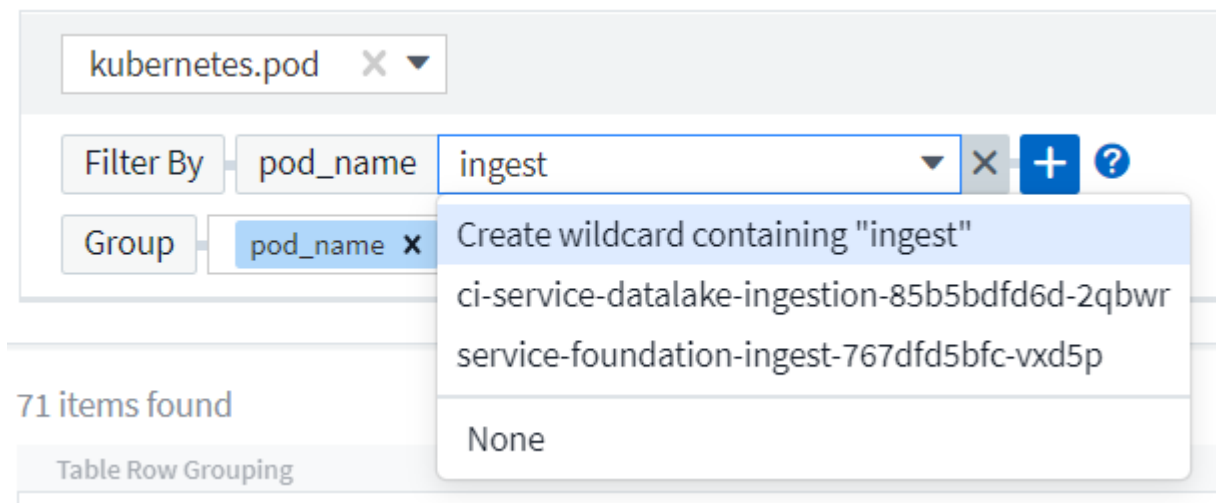 kubernetes.pod
Filter By pod_name ingest
Create wildcard containing "ingest"
ci-service-datalake-ingestion-85b5bdfd6d-2qbwr
service-foundation-ingest-767dfd5bfc-vxd5p
None
Group pod_name
71 items found
Table Row Grouping